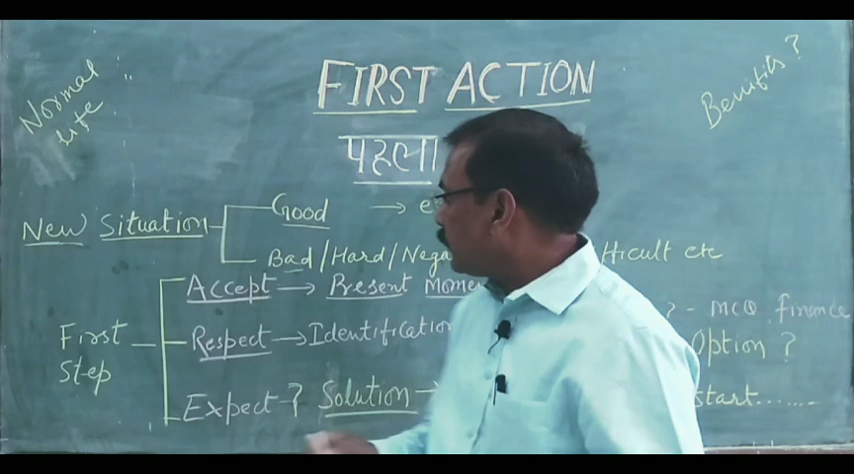 Normal
life
FIRST ACTION
Benifits ?
पहला
New Situation
Good →
Bad / Hard / Nega
fficult etc
Accept → Present Mome
First
Step
Respect → Identification
? - MCQ, finance
Option ?
Expect ? Solution →
start.......